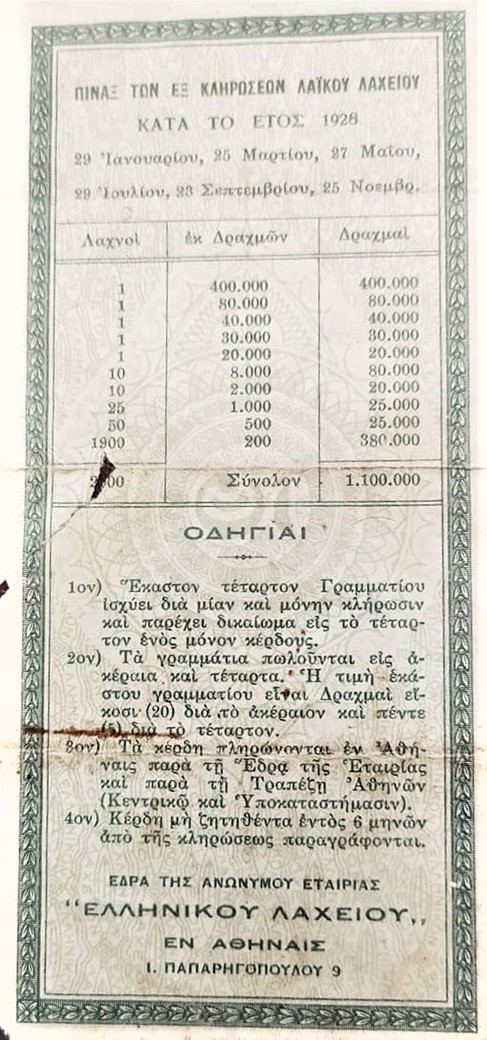 ΠΙΝΑΞ ΤΩΝ ΕΞ ΚΛΗΡΩΣΕΩΝ ΛΑΪΚΟΥ ΛΑΧΕΙΟΥ
ΚΑΤΑ ΤΟ ΕΤΟΣ 1928
29 Ἰανουαρίου, 25 Μαρτίου, 27 Μαΐου,
29 Ἰουλίου, 23 Σεπτεμβρίου, 25 Νοεμβρ.
Λαχνοὶ ἐκ Δραχμῶν Δραχμαὶ
1 400.000 400.000
1 80.000 80.000
1 40.000 40.000
1 30.000 30.000
1 20.000 20.000
10 8.000 80.000
10 2.000 20.000
25 1.000 25.000
50 500 25.000
1900 200 380.000
Σύνολον 1.100.000
ΟΔΗΓΙΑΙ
1ον) Ἕκαστον τέταρτον Γραμματίου
ἰσχύει διὰ μίαν καὶ μόνην κλήρωσιν
καὶ παρέχει δικαίωμα εἰς τὸ τέταρ-
τον ἑνὸς μόνον κέρδους.
2ον) Τὰ γραμμάτια πωλοῦνται εἰς ἀ-
κέραια καὶ τέταρτα. Ἡ τιμὴ ἑκά-
στου γραμματίου εἶναι Δραχμαὶ εἴ-
κοσι (20) διὰ τὸ ἀκέραιον καὶ πέντε
(5) διὰ τὸ τέταρτον.
3ον) Τὰ κέρδη πληρώνονται ἐν Ἀθή-
ναις παρὰ τῇ Ἕδρᾳ τῆς Ἑταιρίας
καὶ παρὰ τῇ Τραπέζῃ Ἀθηνῶν
(Κεντρικῷ καὶ Ὑποκαταστήμασιν).
4ον) Κέρδη μὴ ζητηθέντα ἐντὸς 6 μηνῶν
ἀπὸ τῆς κληρώσεως παραγράφονται.
ΕΔΡΑ ΤΗΣ ΑΝΩΝΥΜΟΥ ΕΤΑΙΡΙΑΣ
"ΕΛΛΗΝΙΚΟΥ ΛΑΧΕΙΟΥ„
ΕΝ ΑΘΗΝΑΙΣ
Ι. ΠΑΠΑΡΗΓΟΠΟΥΛΟΥ 9